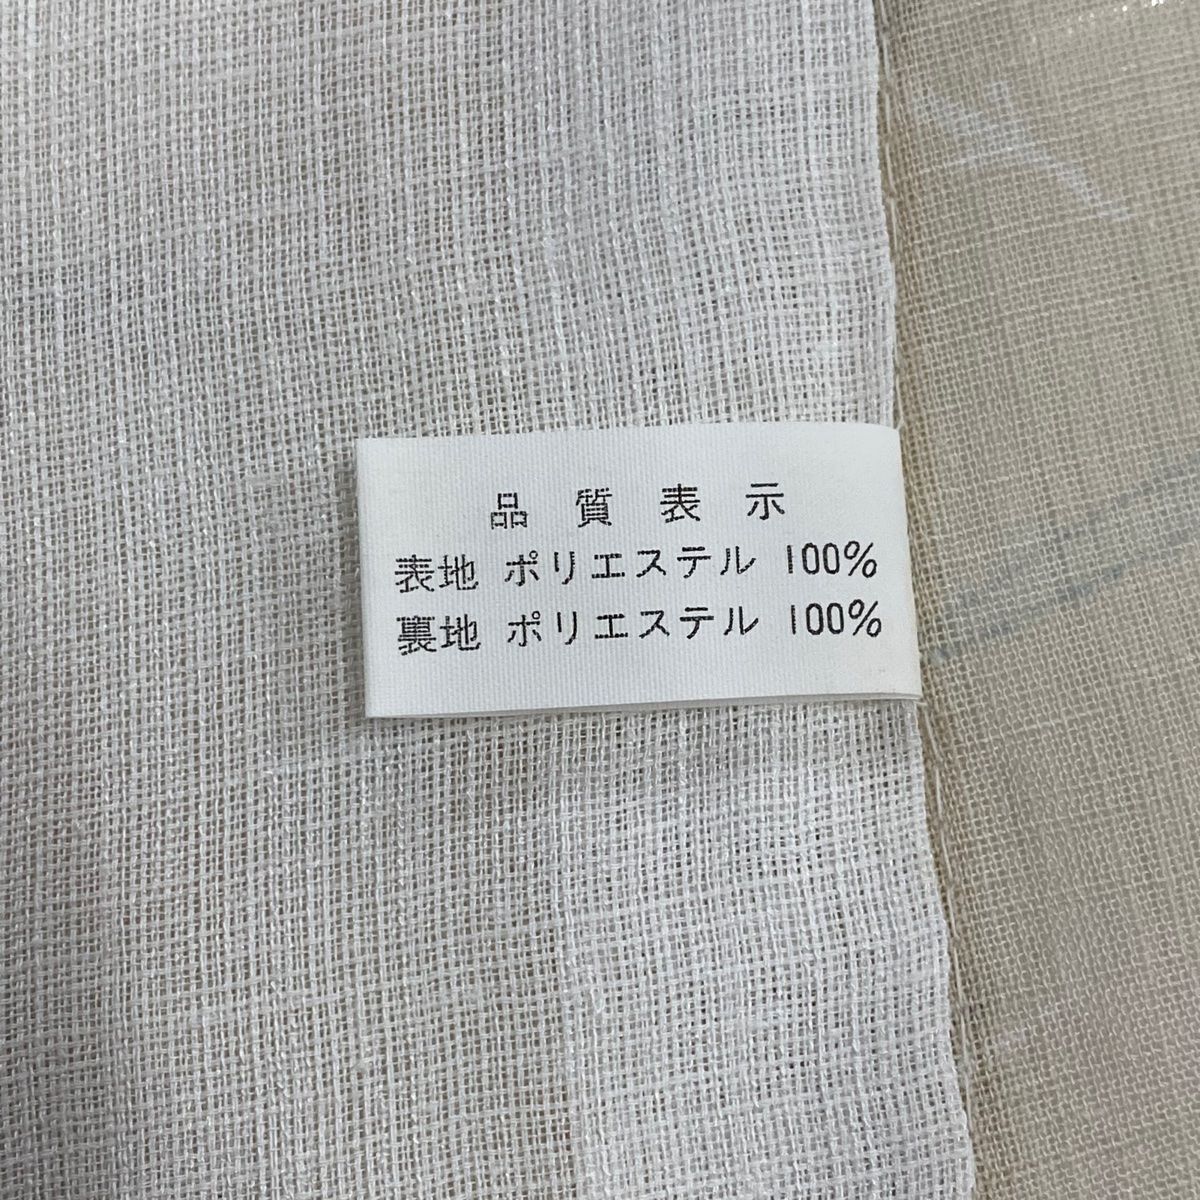 品質表示
表地 ポリエステル 100%
裏地 ポリエステル 100%